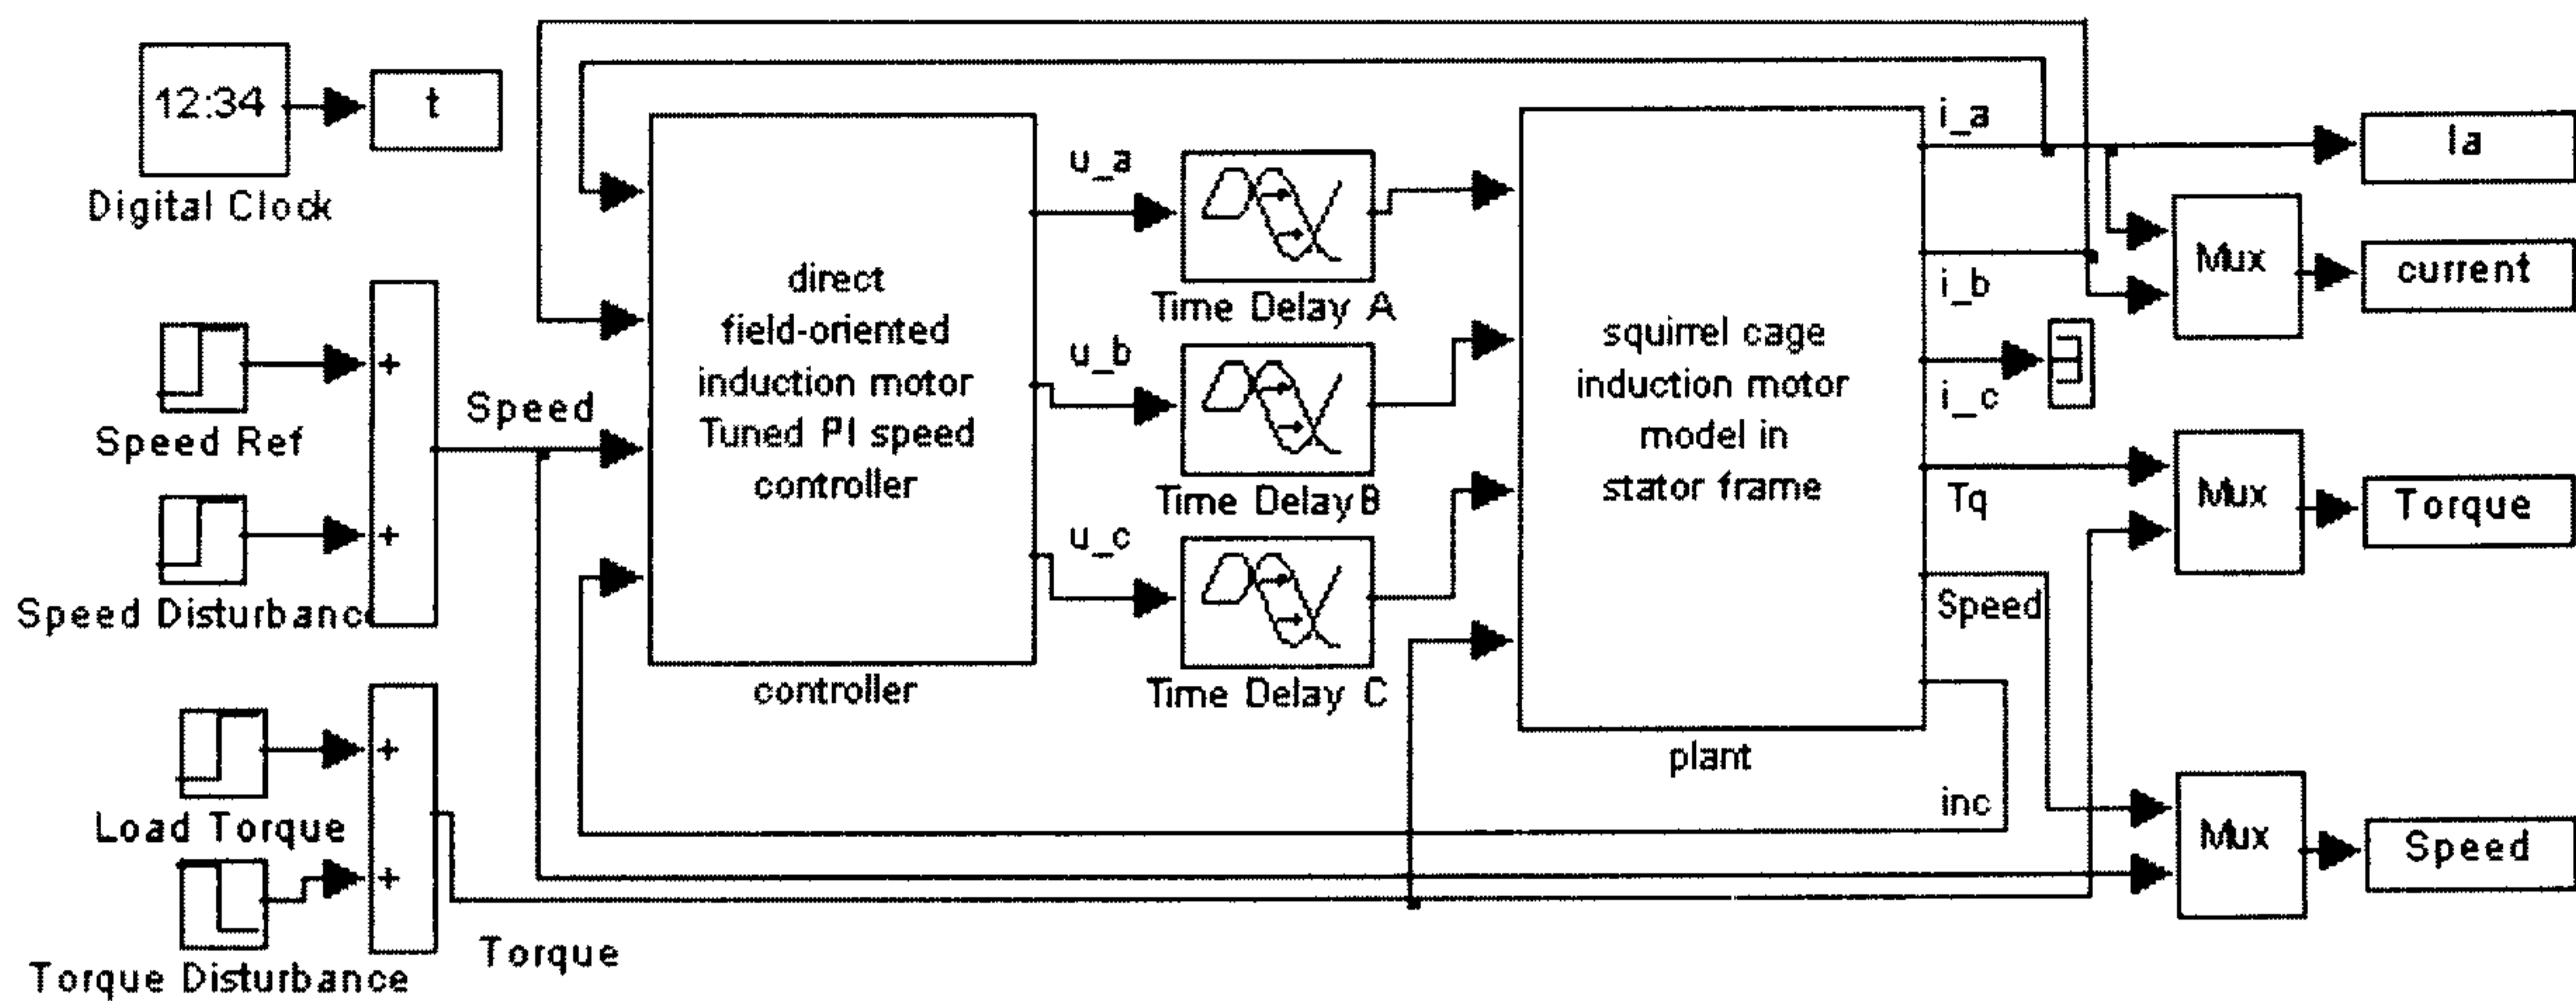 12:34
t
Digital Clock
Speed Ref
Speed Disturbanc
+
+
Speed
Load Torque
Torque Disturbance
+
+
Torque
direct
field-oriented
induction motor
Tuned PI speed
controller
controller
u_a
u_b
u_c
Time Delay A
Time Delay B
Time Delay C
squirrel cage
induction motor
model in
stator frame
plant
i_a
i_b
i_c
Tq
Speed
inc
Mux
Mux
Mux
Ia
current
Torque
Speed